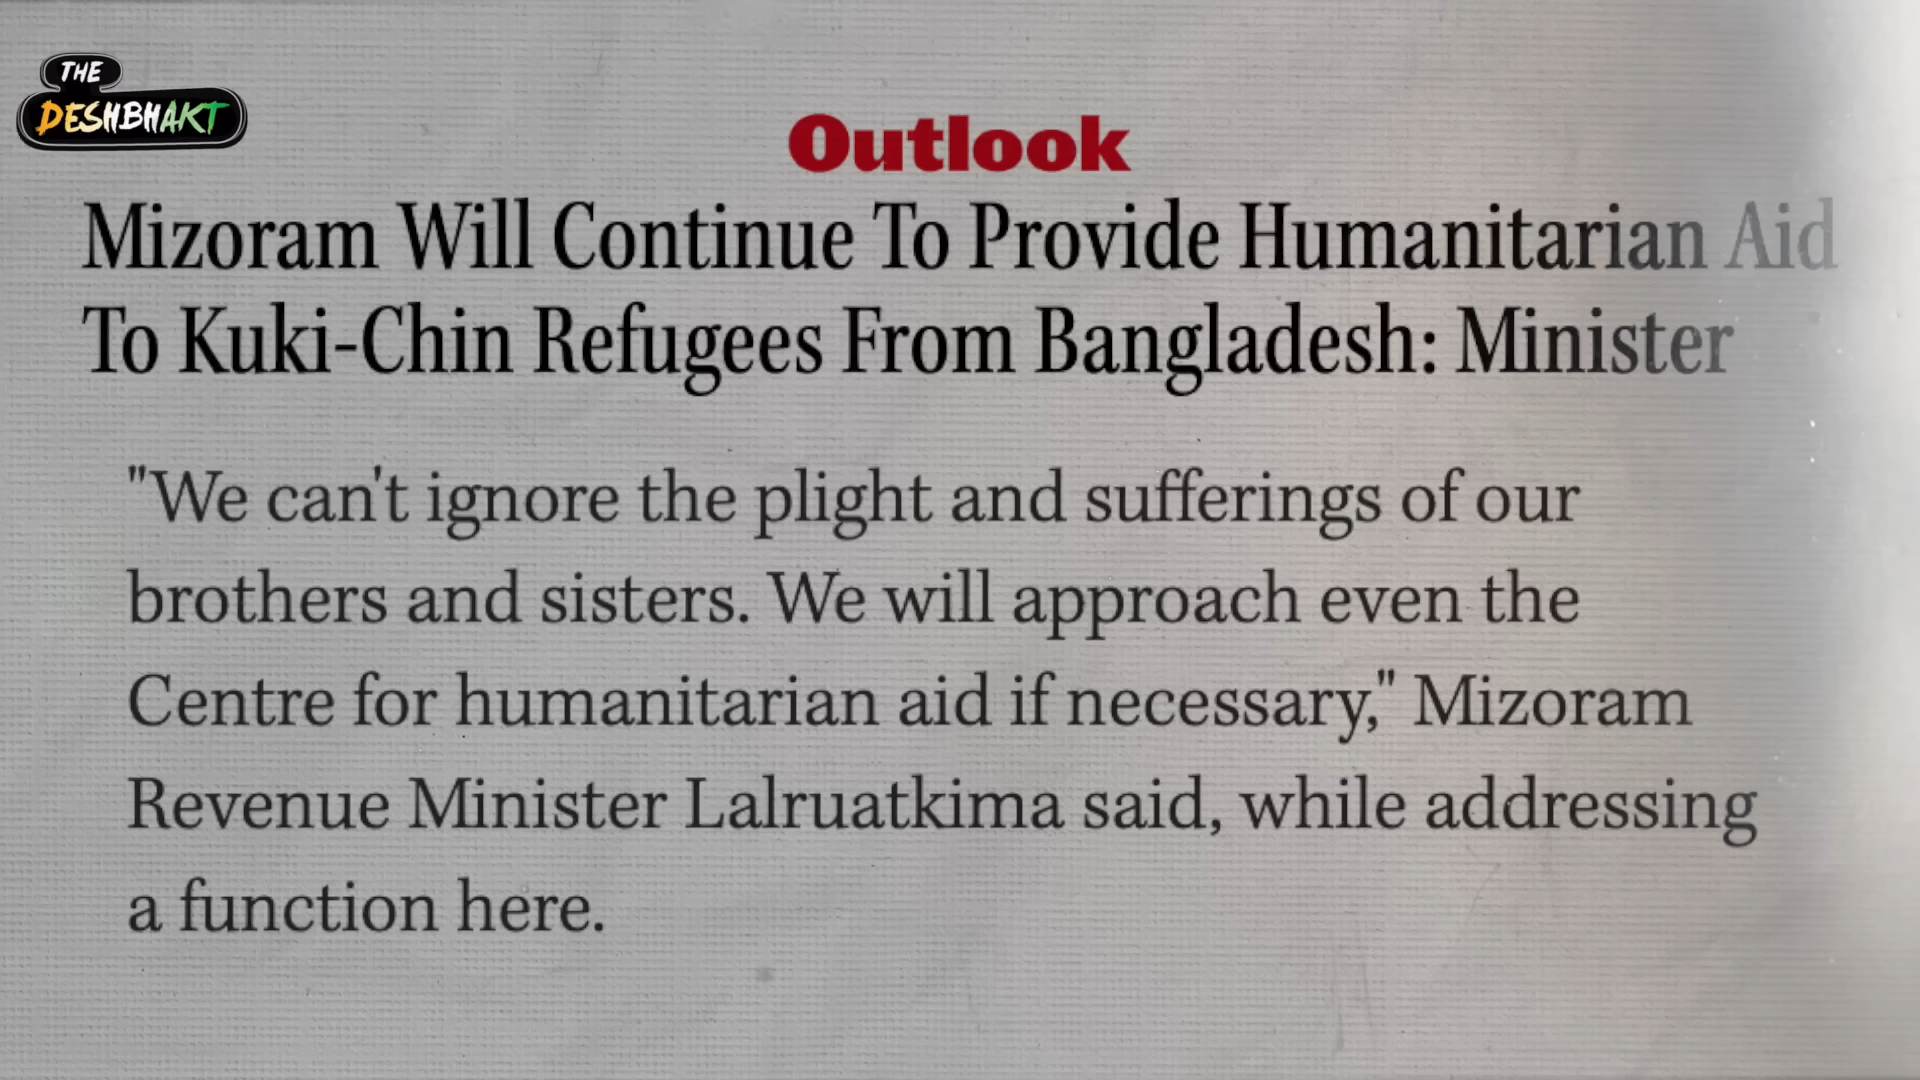 THE
DESHBHAKT
Outlook
Mizoram Will Continue To Provide Humanitarian Aid
To Kuki-Chin Refugees From Bangladesh: Minister
"We can't ignore the plight and sufferings of our
brothers and sisters. We will approach even the
Centre for humanitarian aid if necessary," Mizoram
Revenue Minister Lalruatkima said, while addressing
a function here.